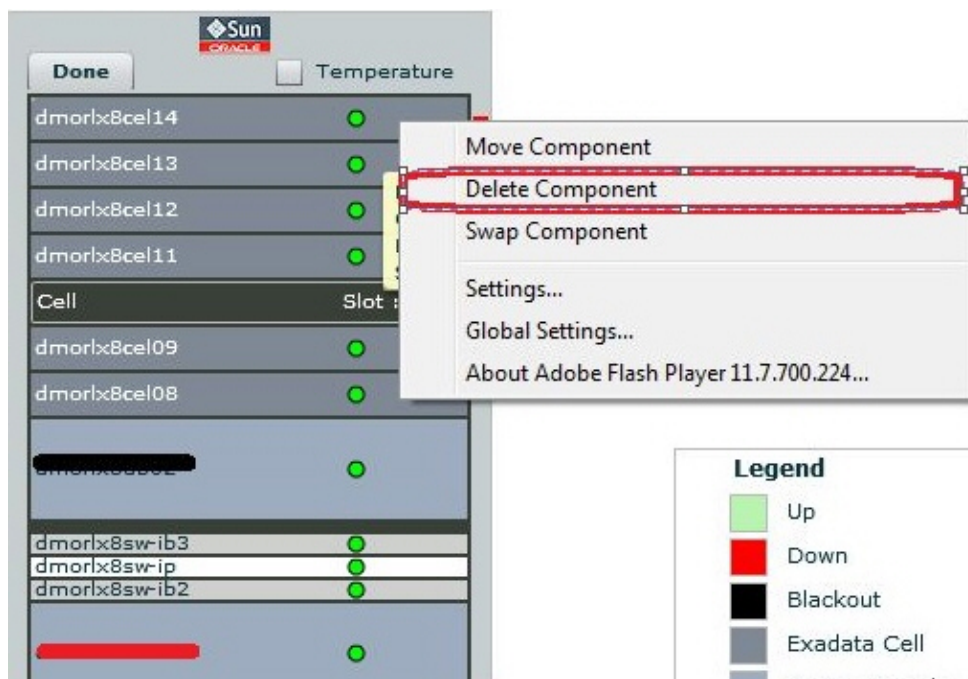 Sun
ORACLE
Done
Temperature
dmorlx8cel14
dmorlx8cel13
dmorlx8cel12
dmorlx8cel11
Cell Slot :
dmorlx8cel09
dmorlx8cel08
Move Component
Delete Component
Swap Component
Settings...
Global Settings...
About Adobe Flash Player 11.7.700.224...
dmorlx8sw-ib3
dmorlx8sw-ip
dmorlx8sw-ib2
Legend
Up
Down
Blackout
Exadata Cell